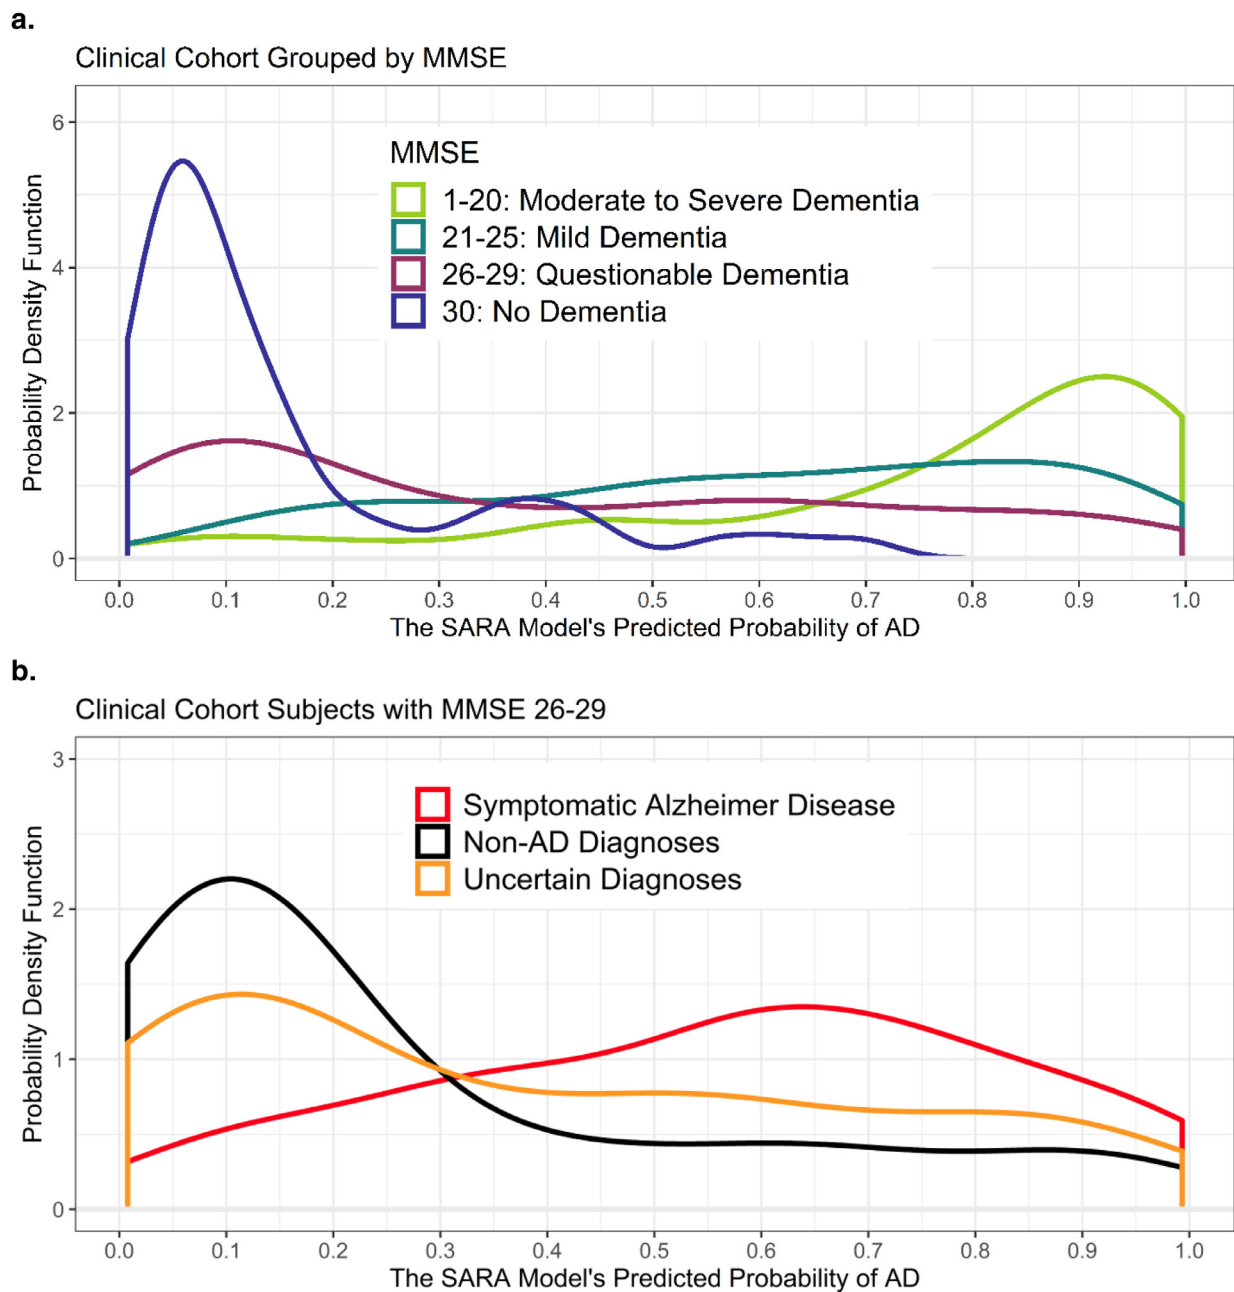 a.
Clinical Cohort Grouped by MMSE
6
4
2
0
Probability Density Function
MMSE
1-20: Moderate to Severe Dementia
21-25: Mild Dementia
26-29: Questionable Dementia
30: No Dementia
0.0 0.1 0.2 0.3 0.4 0.5 0.6 0.7 0.8 0.9 1.0
The SARA Model's Predicted Probability of AD
b.
Clinical Cohort Subjects with MMSE 26-29
3
2
1
0
Probability Density Function
Symptomatic Alzheimer Disease
Non-AD Diagnoses
Uncertain Diagnoses
0.0 0.1 0.2 0.3 0.4 0.5 0.6 0.7 0.8 0.9 1.0
The SARA Model's Predicted Probability of AD